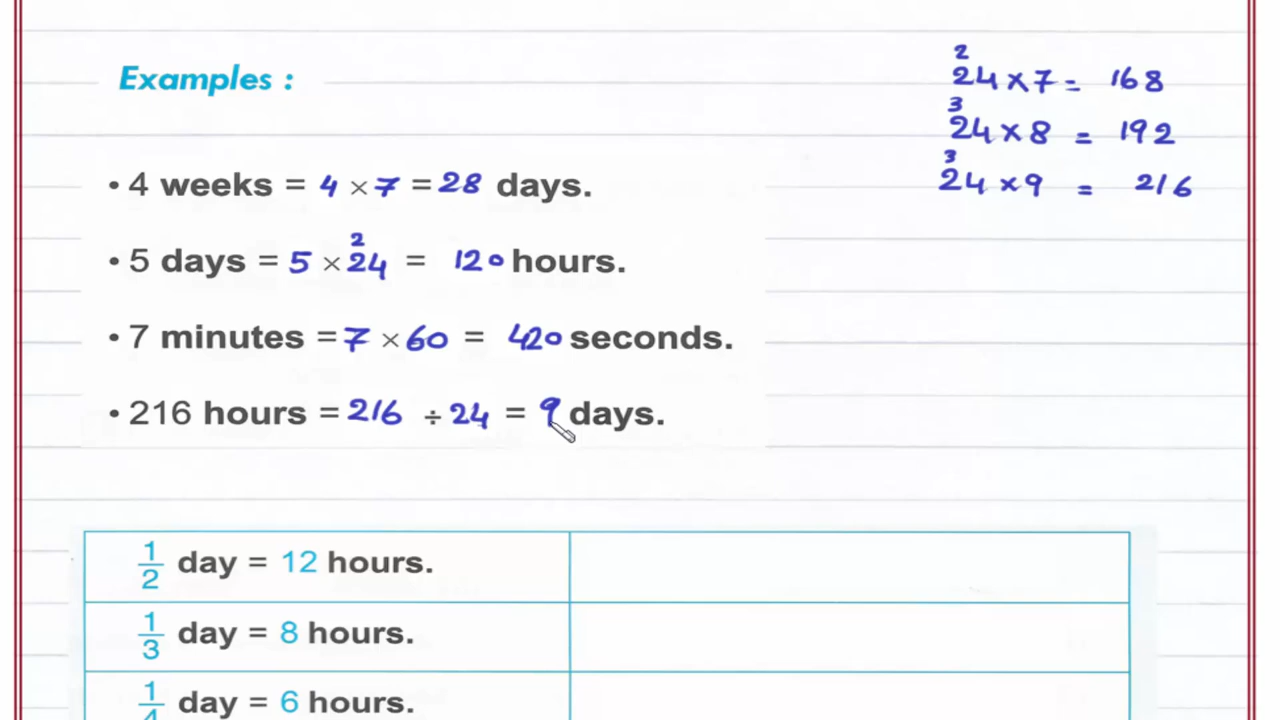 Examples :
2
24 × 7 = 168
3
24 × 8 = 192
3
24 × 9 = 216
• 4 weeks = 4 × 7 = 28 days.
2
• 5 days = 5 × 24 = 120 hours.
• 7 minutes = 7 × 60 = 420 seconds.
• 216 hours = 216 ÷ 24 = 9 days.
1/2 day = 12 hours.
1/3 day = 8 hours.
1/4 day = 6 hours.